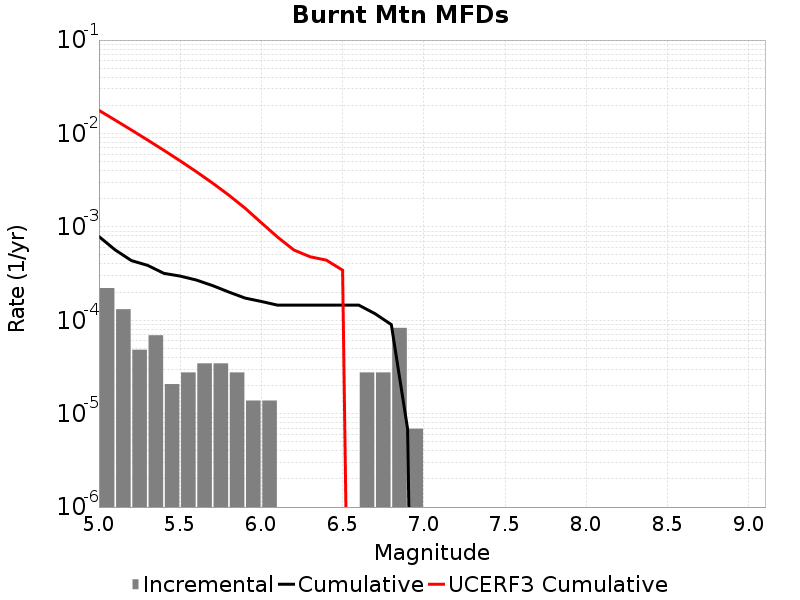 Burnt Mtn MFDs
Rate (1/yr)
10-1
10-2
10-3
10-4
10-5
10-6
5.0 5.5 6.0 6.5 7.0 7.5 8.0 8.5 9.0
Magnitude
Incremental Cumulative UCERF3 Cumulative